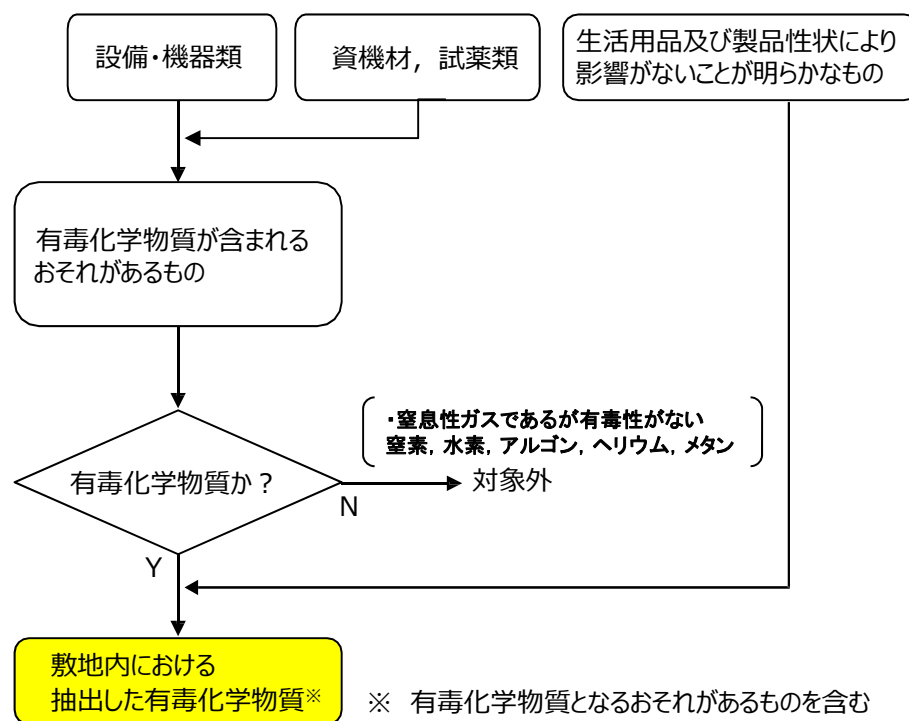 設備・機器類
資機材, 試薬類
生活用品及び製品性状により
影響がないことが明らかなもの
有毒化学物質が含まれる
おそれがあるもの
・窒息性ガスであるが有毒性がない
窒素, 水素, アルゴン, ヘリウム, メタン
有毒化学物質か？
N
対象外
Y
敷地内における
抽出した有毒化学物質※
※ 有毒化学物質となるおそれがあるものを含む